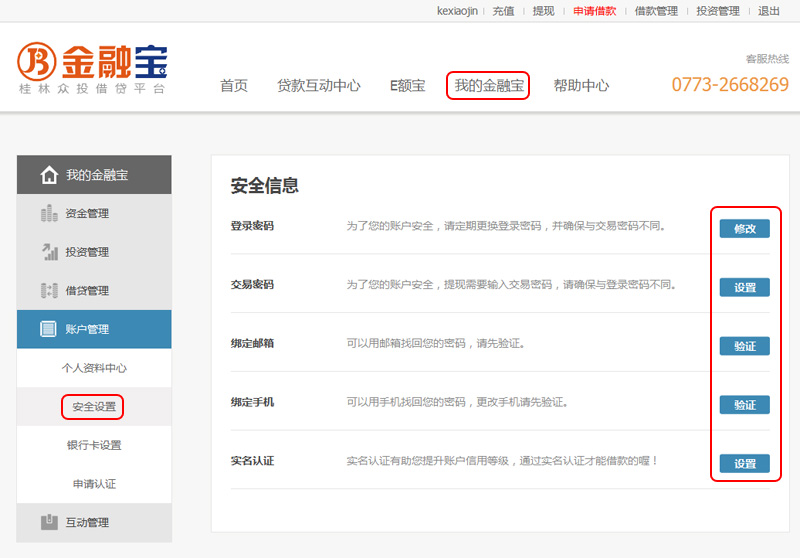 kexiaojin 充值 提现 申请借款 借款管理 投资管理 退出
金融宝
桂林众投借贷平台
首页 贷款互动中心 E额宝 我的金融宝 帮助中心
客服热线
0773-2668269
我的金融宝
资金管理
投资管理
借贷管理
账户管理
个人资料中心
安全设置
银行卡设置
申请认证
互动管理
安全信息
登录密码 为了您的账户安全，请定期更换登录密码，并确保与交易密码不同。 修改
交易密码 为了您的账户安全，提现需要输入交易密码，请确保与登录密码不同。 设置
绑定邮箱 可以用邮箱找回您的密码，请先验证。 验证
绑定手机 可以用手机找回您的密码，更改手机请先验证。 验证
实名认证 实名认证有助您提升账户信用等级，通过实名认证才能借款的喔！ 设置